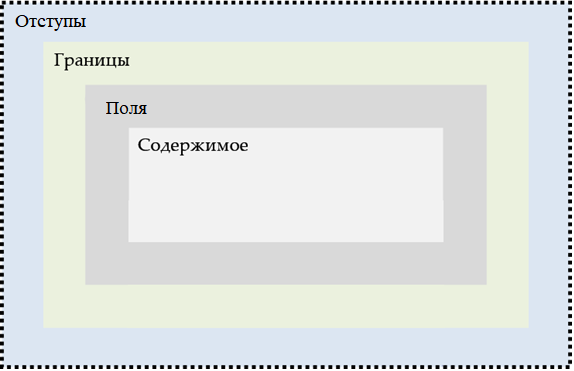 Отступы
Границы
Поля
Содержимое